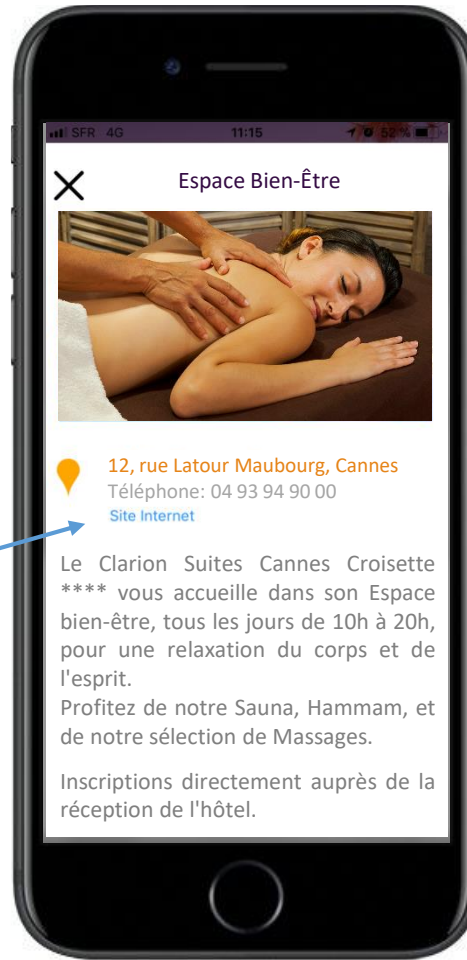 SFR 4G 11:15 52 %
Espace Bien-Être
12, rue Latour Maubourg, Cannes
Téléphone: 04 93 94 90 00
Site Internet
Le Clarion Suites Cannes Croisette
**** vous accueille dans son Espace
bien-être, tous les jours de 10h à 20h,
pour une relaxation du corps et de
l'esprit.
Profitez de notre Sauna, Hammam, et
de notre sélection de Massages.
Inscriptions directement auprès de la
réception de l'hôtel.